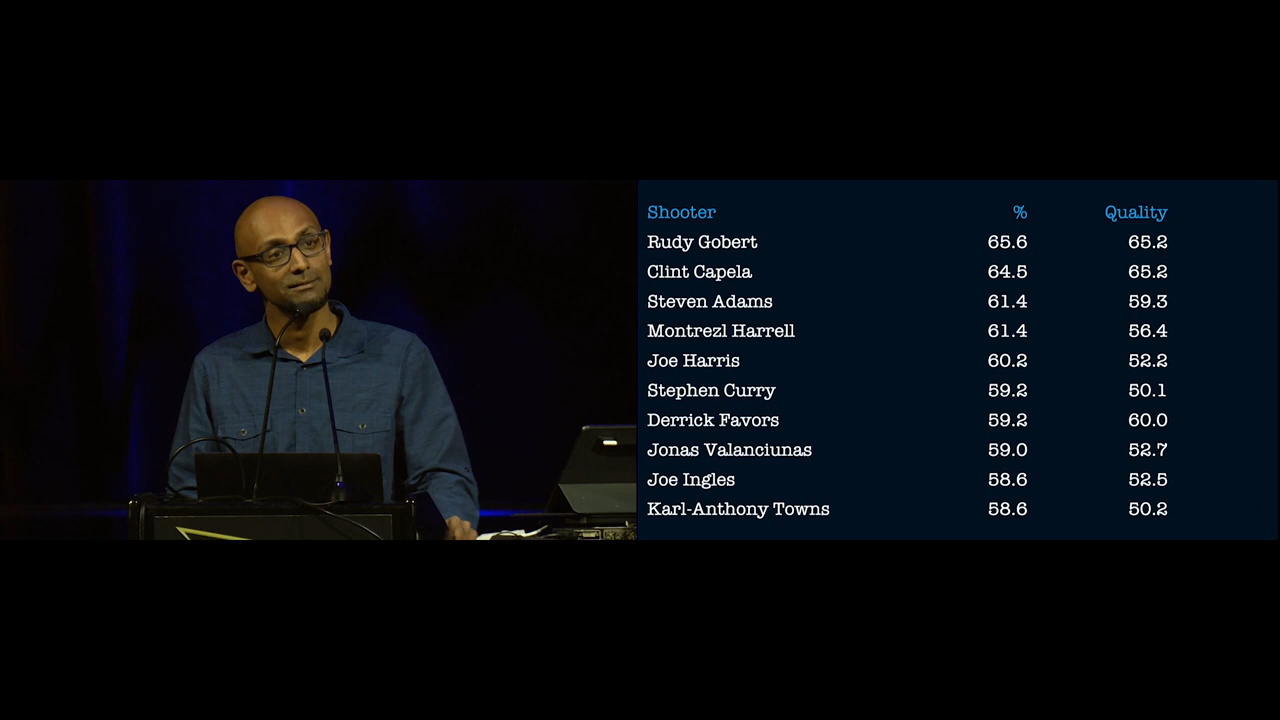 Shooter % Quality
Rudy Gobert 65.6 65.2
Clint Capela 64.5 65.2
Steven Adams 61.4 59.3
Montrezl Harrell 61.4 56.4
Joe Harris 60.2 52.2
Stephen Curry 59.2 50.1
Derrick Favors 59.2 60.0
Jonas Valanciunas 59.0 52.7
Joe Ingles 58.6 52.5
Karl-Anthony Towns 58.6 50.2